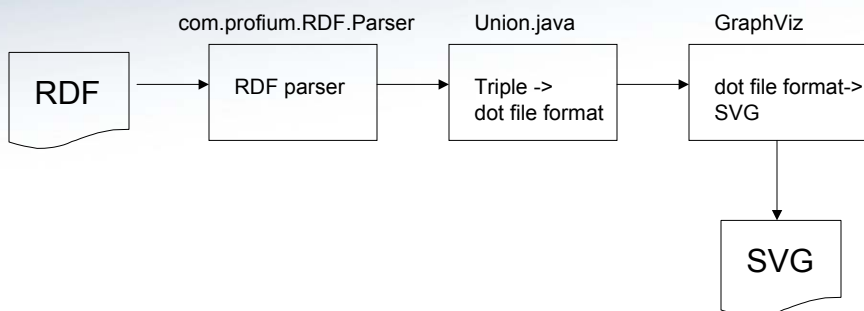 com.profium.RDF.Parser
Union.java
GraphViz
RDF
RDF parser
Triple ->
dot file format
dot file format->
SVG
SVG